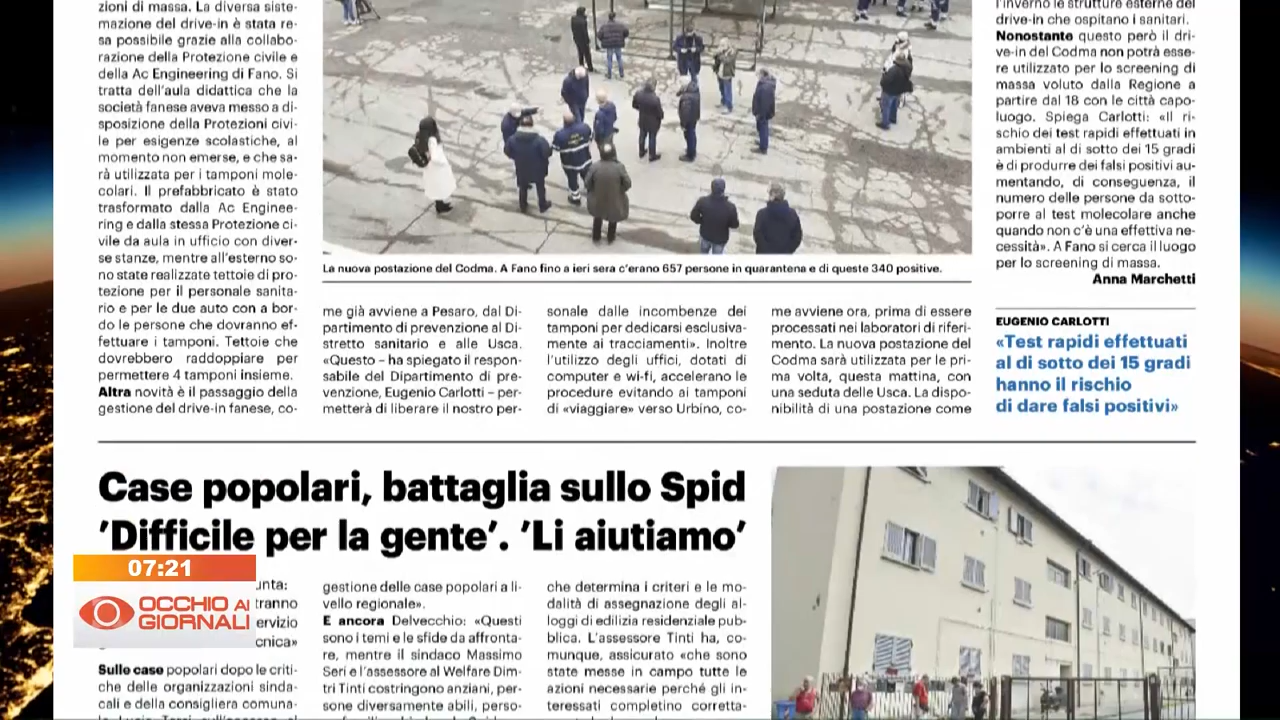 zioni di massa. La diversa siste-
mazione del drive-in è stata re-
sa possibile grazie alla collabo-
razione della Protezione civile e
della Ac Engineering di Fano. Si
tratta dell'aula didattica che la
società fanese aveva messo a di-
sposizione della Protezioni civi-
le per esigenze scolastiche, al
momento non emerse, e che sa-
rà utilizzata per i tamponi mole-
colari. Il prefabbricato è stato
trasformato dalla Ac Enginee-
ring e dalla stessa Protezione ci-
vile da aula in ufficio con diver-
se stanze, mentre all'esterno so-
no state realizzate tettoie di pro-
tezione per il personale sanita-
rio e per le due auto con a bor-
do le persone che dovranno ef-
fettuare i tamponi. Tettoie che
dovrebbero raddoppiare per
permettere 4 tamponi insieme.
Altra novità è il passaggio della
gestione del drive-in fanese, co-
La nuova postazione del Codma. A Fano fino a ieri sera c'erano 657 persone in quarantena e di queste 340 positive.
me già avviene a Pesaro, dal Di-
partimento di prevenzione al Di-
stretto sanitario e alle Usca.
«Questo – ha spiegato il respon-
sabile del Dipartimento di pre-
venzione, Eugenio Carlotti – per-
metterà di liberare il nostro per-
sonale dalle incombenze dei
tamponi per dedicarsi esclusiva-
mente ai tracciamenti». Inoltre
l'utilizzo degli uffici, dotati di
computer e wi-fi, accelerano le
procedure evitando ai tamponi
di «viaggiare» verso Urbino, co-
me avviene ora, prima di essere
processati nei laboratori di riferi-
mento. La nuova postazione del
Codma sarà utilizzata per le pri-
ma volta, questa mattina, con
una seduta delle Usca. La dispo-
nibilità di una postazione come
l'inverno le strutture esterne del
drive-in che ospitano i sanitari.
Nonostante questo però il dri-
ve-in del Codma non potrà esse-
re utilizzato per lo screening di
massa voluto dalla Regione a
partire dal 18 con le città capo-
luogo. Spiega Carlotti: «Il ri-
schio dei test rapidi effettuati in
ambienti al di sotto dei 15 gradi
è di produrre dei falsi positivi au-
mentando, di conseguenza, il
numero delle persone da sotto-
porre al test molecolare anche
quando non c'è una effettiva ne-
cessità». A Fano si cerca il luogo
per lo screening di massa.
Anna Marchetti
EUGENIO CARLOTTI
«Test rapidi effettuati
al di sotto dei 15 gradi
hanno il rischio
di dare falsi positivi»
Case popolari, battaglia sullo Spid
'Difficile per la gente'. 'Li aiutiamo'
07:21
OCCHIO AI
GIORNALI
unta:
tranno
ervizio
cnica»
Sulle case popolari dopo le criti-
che delle organizzazioni sinda-
cali e della consigliera comuna-
gestione delle case popolari a li-
vello regionale».
E ancora Delvecchio: «Questi
sono i temi e le sfide da affronta-
re, mentre il sindaco Massimo
Seri e l'assessore al Welfare Dim-
tri Tinti costringono anziani, per-
sone diversamente abili, perso-
che determina i criteri e le mo-
dalità di assegnazione degli al-
loggi di edilizia residenziale pub-
blica. L'assessore Tinti ha, co-
munque, assicurato «che sono
state messe in campo tutte le
azioni necessarie perché gli in-
teressati completino corretta-